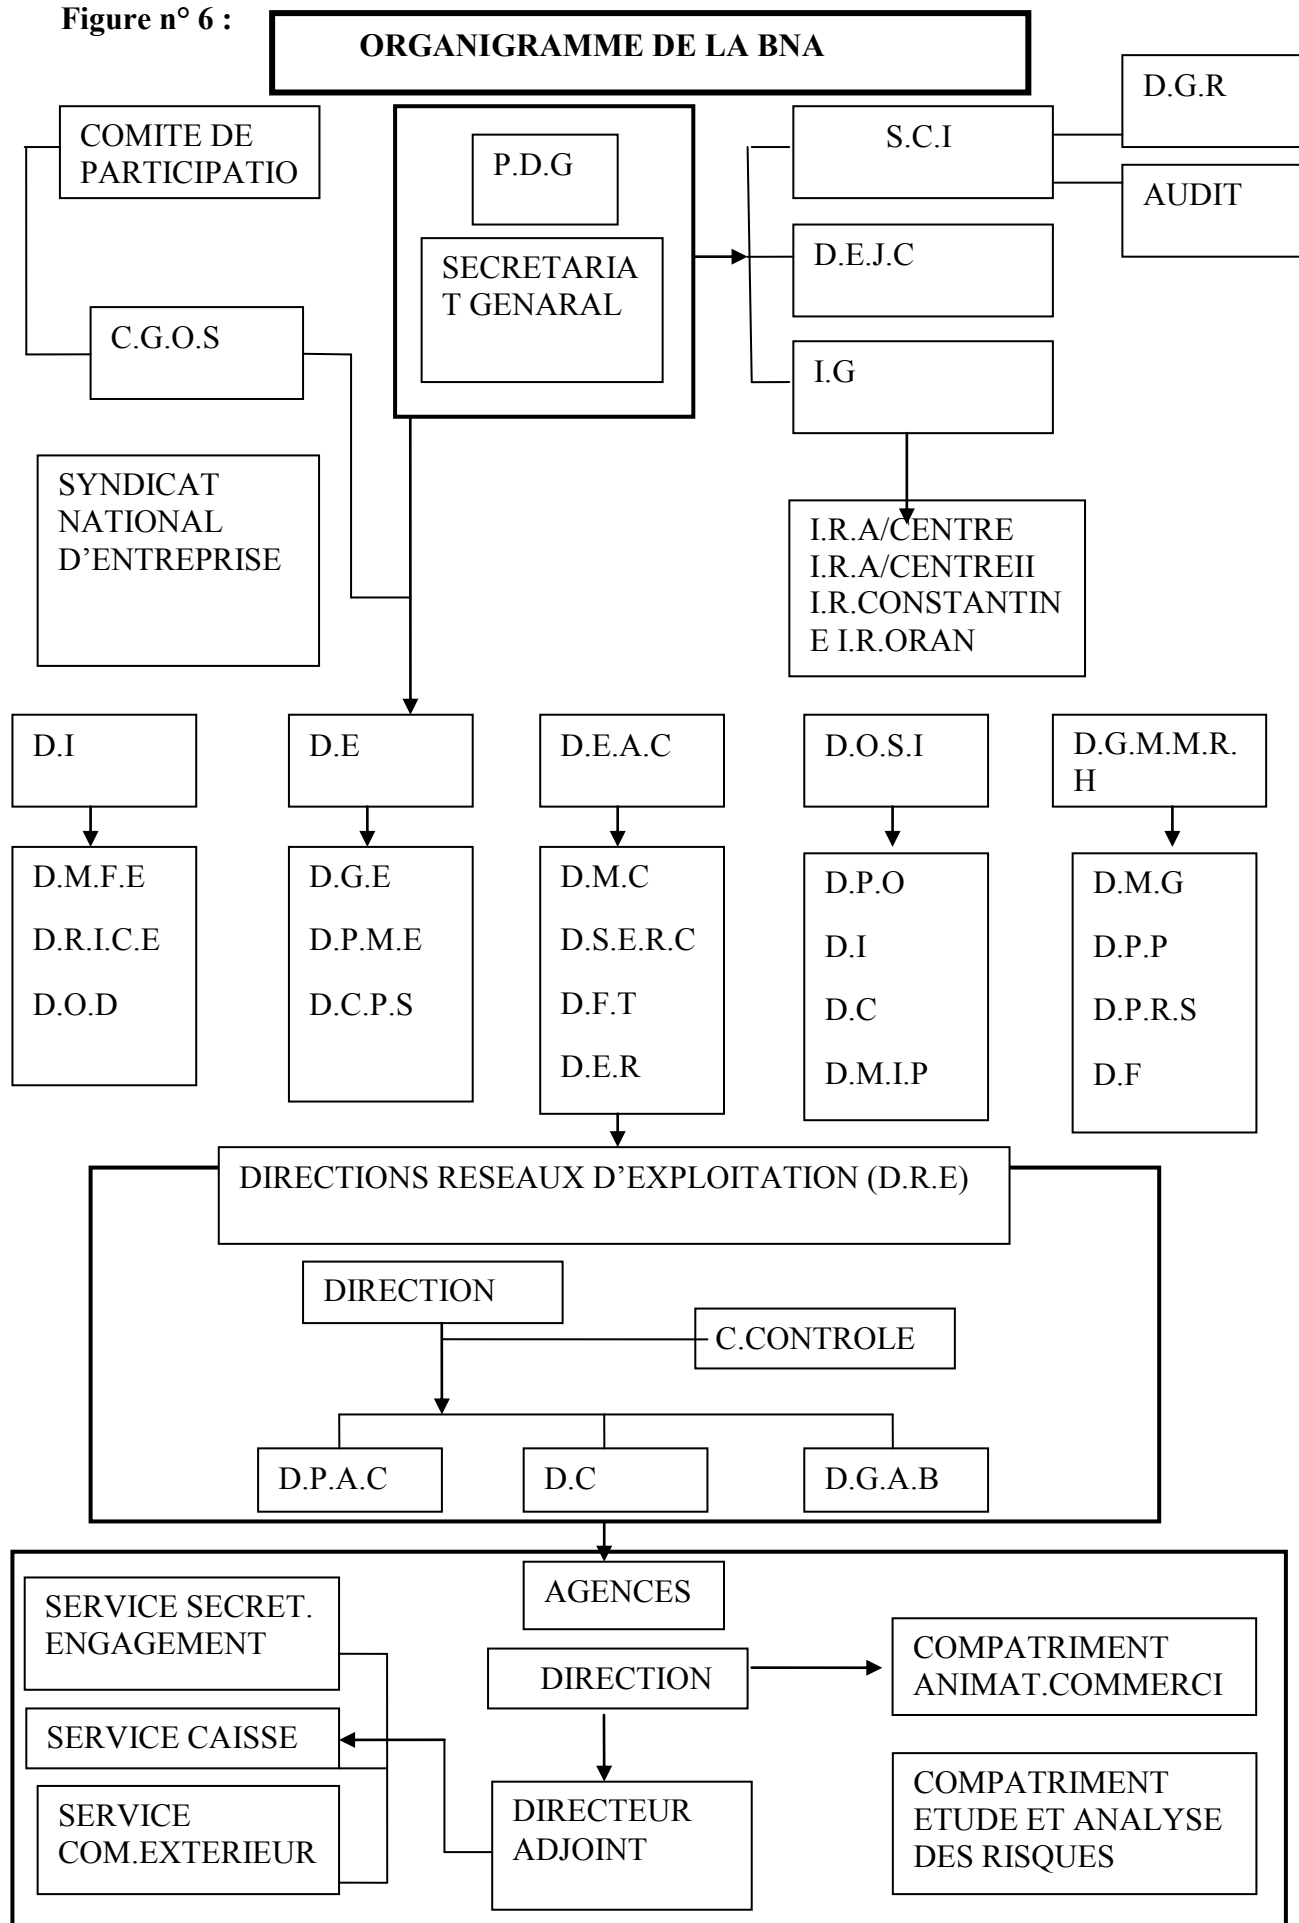 Figure n° 6 :
ORGANIGRAMME DE LA BNA
COMITE DE
PARTICIPATIO
P.D.G
SECRETARIA
T GENARAL
S.C.I
D.G.R
AUDIT
D.E.J.C
I.G
C.G.O.S
SYNDICAT
NATIONAL
D’ENTREPRISE
I.R.A/CENTRE
I.R.A/CENTREII
I.R.CONSTANTIN
E I.R.ORAN
D.I
D.E
D.E.A.C
D.O.S.I
D.G.M.M.R.
H
D.M.F.E
D.R.I.C.E
D.O.D
D.G.E
D.P.M.E
D.C.P.S
D.M.C
D.S.E.R.C
D.F.T
D.E.R
D.P.O
D.I
D.C
D.M.I.P
D.M.G
D.P.P
D.P.R.S
D.F
DIRECTIONS RESEAUX D’EXPLOITATION (D.R.E)
DIRECTION
C.CONTROLE
D.P.A.C
D.C
D.G.A.B
AGENCES
SERVICE SECRET.
ENGAGEMENT
DIRECTION
COMPATRIMENT
ANIMAT.COMMERCI
SERVICE CAISSE
SERVICE
COM.EXTERIEUR
DIRECTEUR
ADJOINT
COMPATRIMENT
ETUDE ET ANALYSE
DES RISQUES